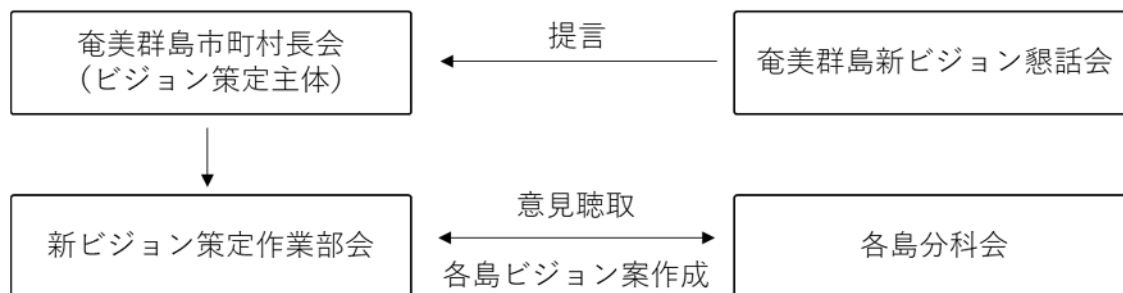 奄美群島市町村長会
（ビジョン策定主体）
提言
奄美群島新ビジョン懇話会
新ビジョン策定作業部会
意見聴取
各島ビジョン案作成
各島分科会